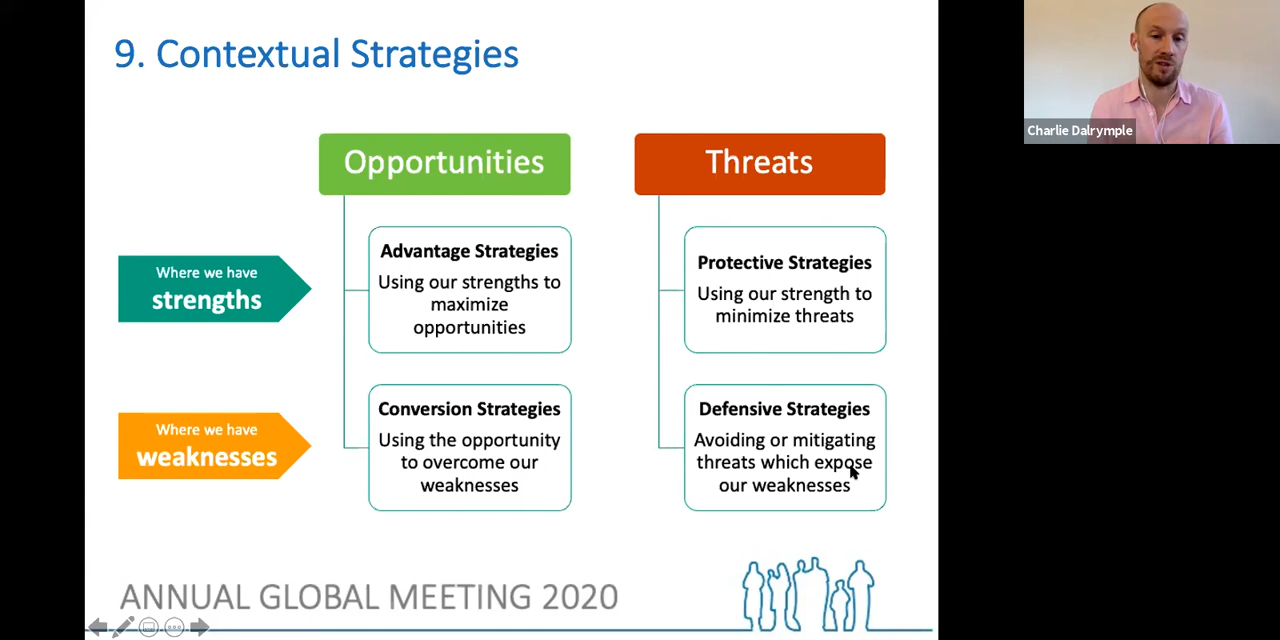 9. Contextual Strategies
Charlie Dalrymple
Opportunities
Threats
Where we have
strengths
Advantage Strategies
Using our strengths to
maximize
opportunities
Protective Strategies
Using our strength to
minimize threats
Where we have
weaknesses
Conversion Strategies
Using the opportunity
to overcome our
weaknesses
Defensive Strategies
Avoiding or mitigating
threats which expose
our weaknesses
ANNUAL GLOBAL MEETING 2020